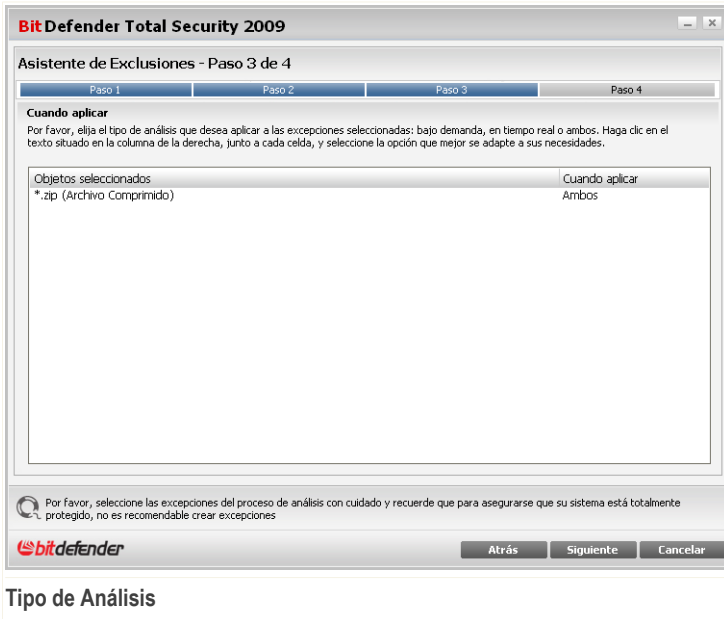 BitDefender Total Security 2009
Asistente de Exclusiones - Paso 3 de 4
Paso 1 Paso 2 Paso 3 Paso 4
Cuando aplicar
Por favor, elija el tipo de análisis que desea aplicar a las excepciones seleccionadas: bajo demanda, en tiempo real o ambos. Haga clic en el
texto situado en la columna de la derecha, junto a cada celda, y seleccione la opción que mejor se adapte a sus necesidades.
Objetos seleccionados Cuando aplicar
*.zip (Archivo Comprimido) Ambos
Por favor, seleccione las excepciones del proceso de análisis con cuidado y recuerde que para asegurarse que su sistema está totalmente
protegido, no es recomendable crear excepciones
bitdefender Atrás Siguiente Cancelar
Tipo de Análisis